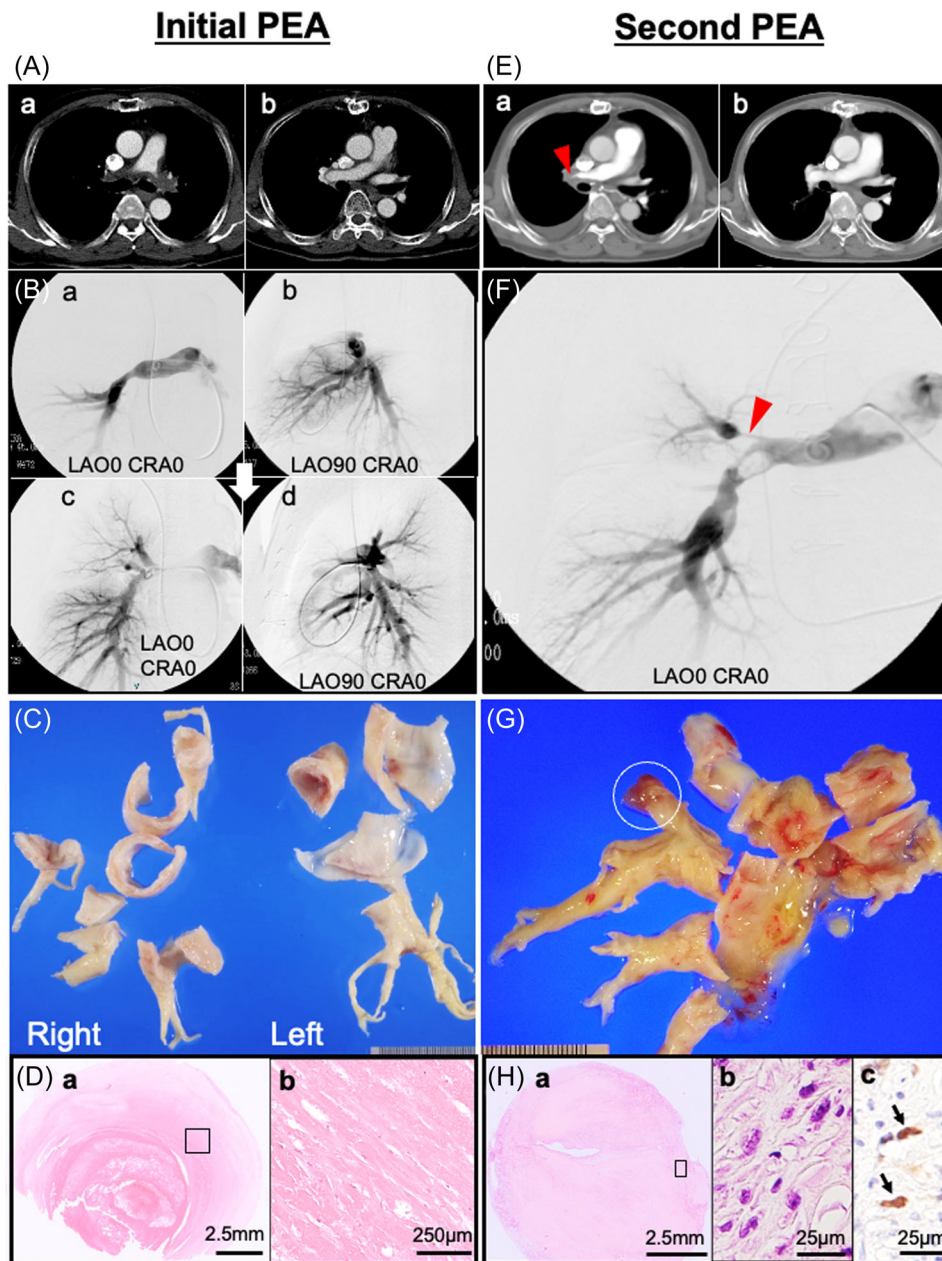 Initial PEA
Second PEA
(A)
a
b
(E)
a
b
(B)
a
b
LAO0 CRA0
LAO90 CRA0
c
d
LAO0
CRA0
LAO90 CRA0
(F)
LAO0 CRA0
(C)
Right
Left
(G)
(D)
a
b
2.5mm
250µm
(H)
a
b
c
2.5mm
25µm
25µm